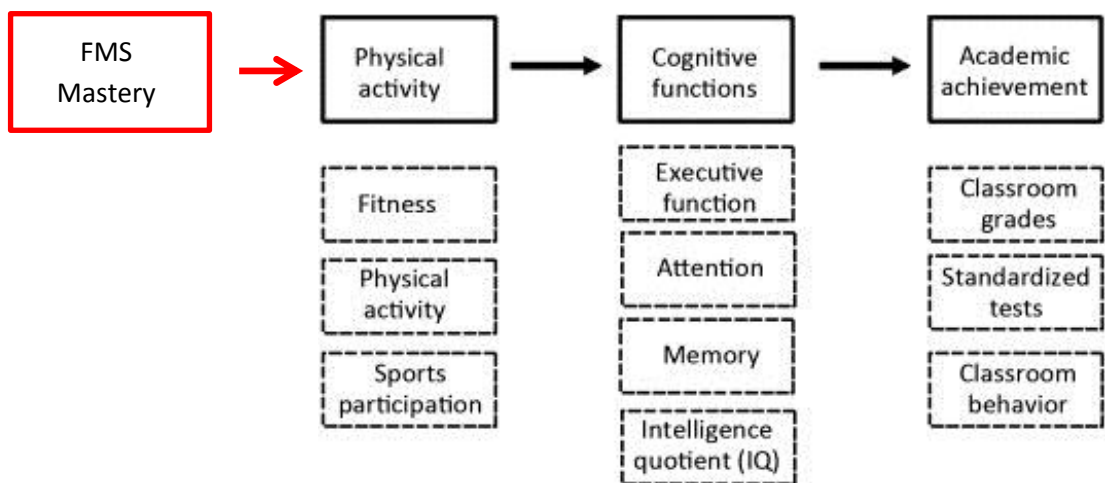 FMS
Mastery
Physical
activity
Cognitive
functions
Academic
achievement
Fitness
Physical
activity
Sports
participation
Executive
function
Attention
Memory
Intelligence
quotient (IQ)
Classroom
grades
Standardized
tests
Classroom
behavior